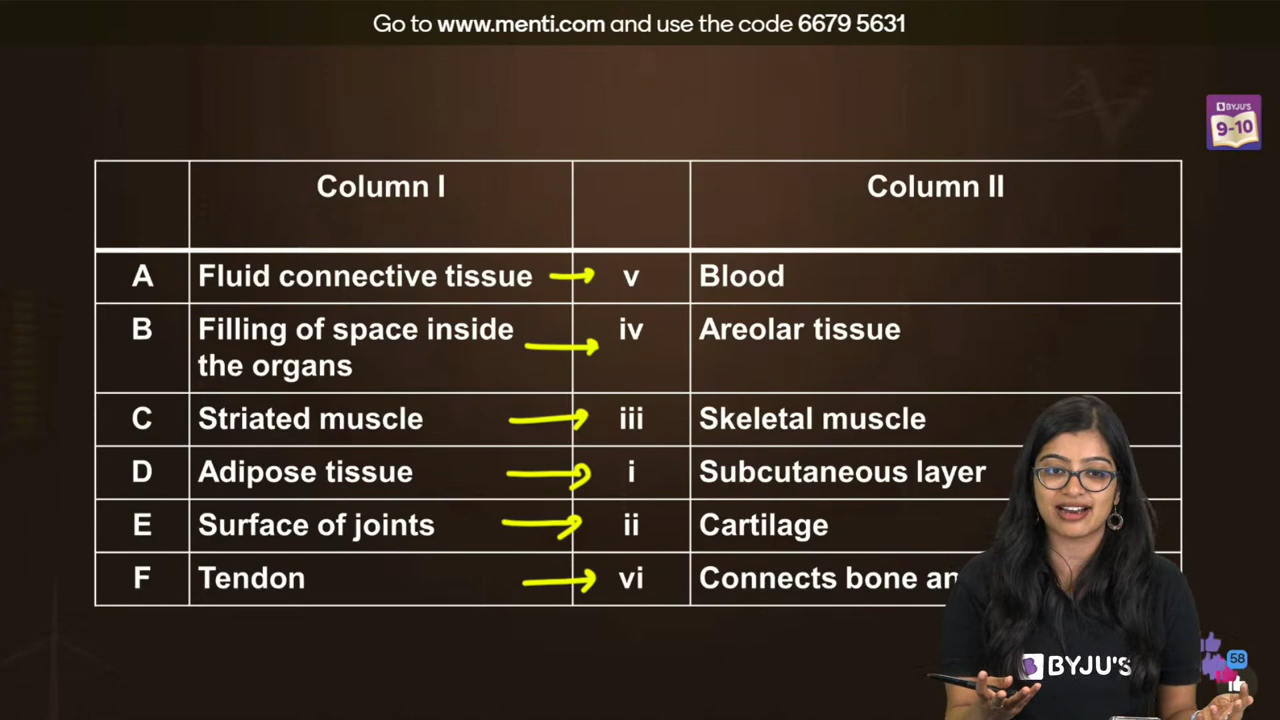 Go to www.menti.com and use the code 6679 5631
BYJU'S
9-10
Column I Column II
A Fluid connective tissue v Blood
B Filling of space inside iv Areolar tissue
the organs
C Striated muscle iii Skeletal muscle
D Adipose tissue i Subcutaneous layer
E Surface of joints ii Cartilage
F Tendon vi Connects bone
BYJU'S
58